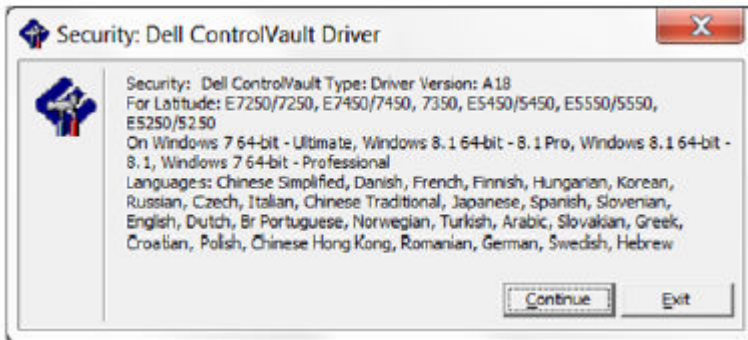 Security: Dell ControlVault Driver
Security: Dell ControlVault Type: Driver Version: A18
For Latitude: E7250/7250, E7450/7450, 7350, E5450/5450, E5550/5550,
E5250/5250
On Windows 7 64-bit - Ultimate, Windows 8.1 64-bit - 8.1 Pro, Windows 8.1 64-bit -
8.1, Windows 7 64-bit - Professional
Languages: Chinese Simplified, Danish, French, Finnish, Hungarian, Korean,
Russian, Czech, Italian, Chinese Traditional, Japanese, Spanish, Slovenian,
English, Dutch, Br Portuguese, Norwegian, Turkish, Arabic, Slovakian, Greek,
Croatian, Polish, Chinese Hong Kong, Romanian, German, Swedish, Hebrew
Continue Exit